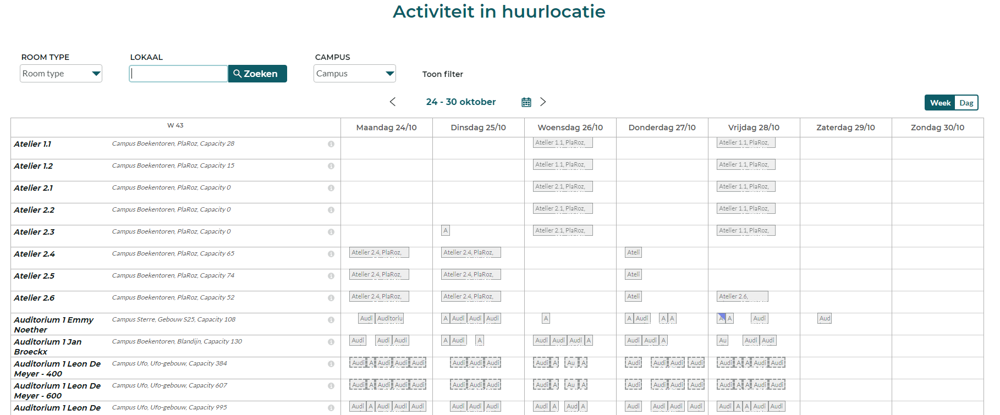 Activiteit in huurlocatie
ROOM TYPE LOKAAL CAMPUS
Room type Zoeken Campus Toon filter
24 - 30 oktober Week Dag
W 43 Maandag 24/10 Dinsdag 25/10 Woensdag 26/10 Donderdag 27/10 Vrijdag 28/10 Zaterdag 29/10 Zondag 30/10
Atelier 1.1 Campus Boekentoren, PlaRoz, Capacity 28 Atelier 1.1, PlaRoz, Atelier 1.1, PlaRoz,
Atelier 1.2 Campus Boekentoren, PlaRoz, Capacity 15 Atelier 1.1, PlaRoz, Atelier 1.1, PlaRoz,
Atelier 2.1 Campus Boekentoren, PlaRoz, Capacity 0 Atelier 2.1, PlaRoz, Atelier 1.1, PlaRoz,
Atelier 2.2 Campus Boekentoren, PlaRoz, Capacity 0 Atelier 2.1, PlaRoz, Atelier 1.1, PlaRoz,
Atelier 2.3 Campus Boekentoren, PlaRoz, Capacity 0 A Atelier 2.1, PlaRoz, Atelier 1.1, PlaRoz,
Atelier 2.4 Campus Boekentoren, PlaRoz, Capacity 65 Atelier 2.4, PlaRoz, Atelier 2.4, PlaRoz, Ateli
Atelier 2.5 Campus Boekentoren, PlaRoz, Capacity 74 Atelier 2.4, PlaRoz, Atelier 2.4, PlaRoz, Ateli
Atelier 2.6 Campus Boekentoren, PlaRoz, Capacity 52 Atelier 2.4, PlaRoz, Atelier 2.4, PlaRoz, Ateli Atelier 2.6,
Auditorium 1 Emmy Campus Sterre, Gebouw S25, Capacity 108 Audi Auditoriu A Audi Audi Audi A A Audi A A A A Audi Aud
Noether
Auditorium 1 Jan Campus Boekentoren, Blandijn, Capacity 130 Audi Audi Audi A Audi A Audi Audi Audi A Audi Audi A Au Audi Audi
Broeckx
Auditorium 1 Leon De Campus Ufo, Ufo-gebouw, Capacity 384 Audi A Audi Audi Audi Audi Audi Audi Audi A Au A Audi Audi Audi Audi Audi A A Audi Audi
Meyer - 400
Auditorium 1 Leon De Campus Ufo, Ufo-gebouw, Capacity 607 Audi A Audi Audi Audi Audi Audi Audi Audi A Au A Audi Audi Audi Audi Audi A A Audi Audi
Meyer - 600
Auditorium 1 Leon De Campus Ufo, Ufo-gebouw, Capacity 995 Audi A Audi Audi Audi Audi Audi Audi Audi A Aud A Audi Audi Audi Audi Audi A A Audi Audi